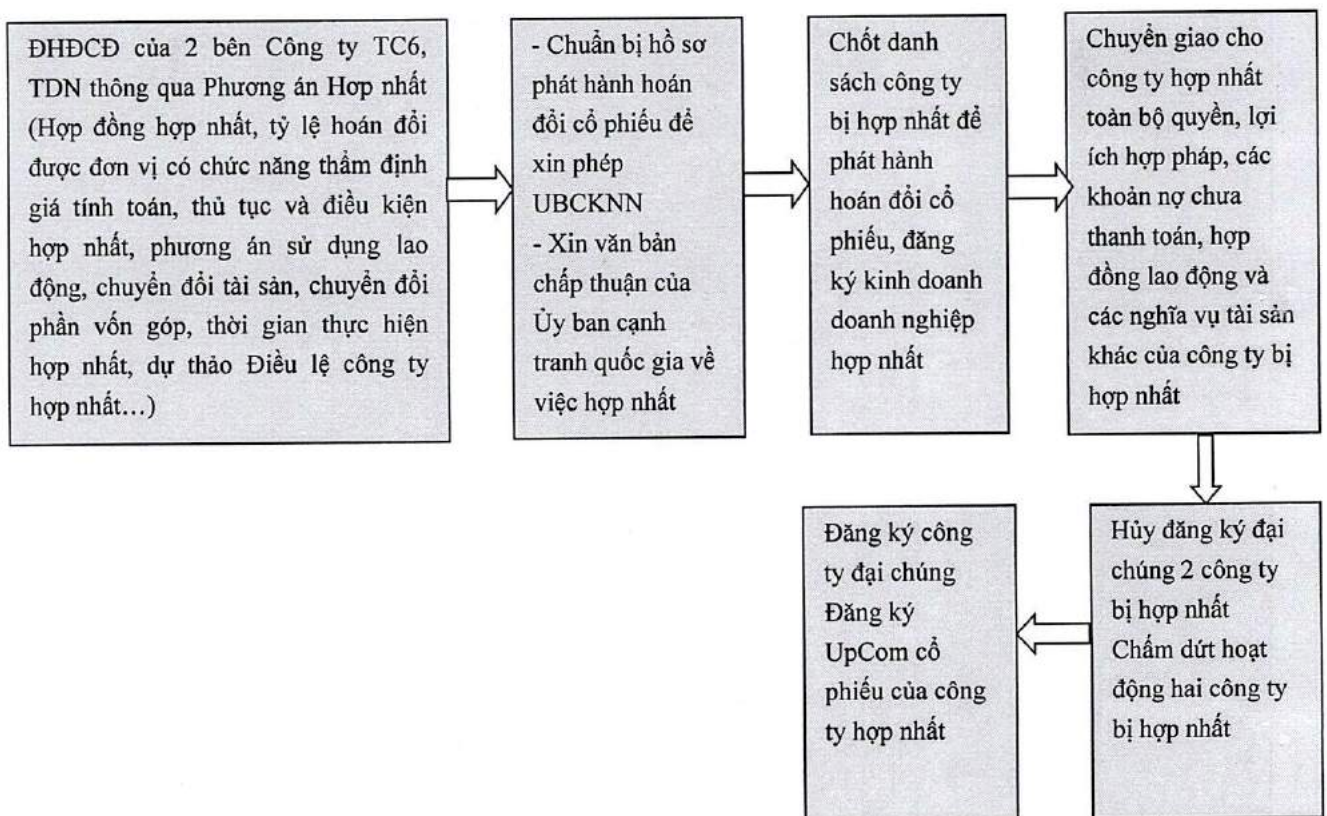 ĐHĐCĐ của 2 bên Công ty TC6,
TDN thông qua Phương án Hợp nhất
(Hợp đồng hợp nhất, tỷ lệ hoán đổi
được đơn vị có chức năng thẩm định
giá tính toán, thủ tục và điều kiện
hợp nhất, phương án sử dụng lao
động, chuyển đổi tài sản, chuyển đổi
phần vốn góp, thời gian thực hiện
hợp nhất, dự thảo Điều lệ công ty
hợp nhất...)
- Chuẩn bị hồ sơ
phát hành hoán
đổi cổ phiếu để
xin phép
UBCKNN
- Xin văn bản
chấp thuận của
Ủy ban cạnh
tranh quốc gia về
việc hợp nhất
Chốt danh
sách công ty
bị hợp nhất để
phát hành
hoán đổi cổ
phiếu, đăng
ký kinh doanh
doanh nghiệp
hợp nhất
Chuyển giao cho
công ty hợp nhất
toàn bộ quyền, lợi
ích hợp pháp, các
khoản nợ chưa
thanh toán, hợp
đồng lao động và
các nghĩa vụ tài sản
khác của công ty bị
hợp nhất
Hủy đăng ký đại
chúng 2 công ty
bị hợp nhất
Chấm dứt hoạt
động hai công ty
bị hợp nhất
Đăng ký công
ty đại chúng
Đăng ký
UpCom cổ
phiếu của công
ty hợp nhất